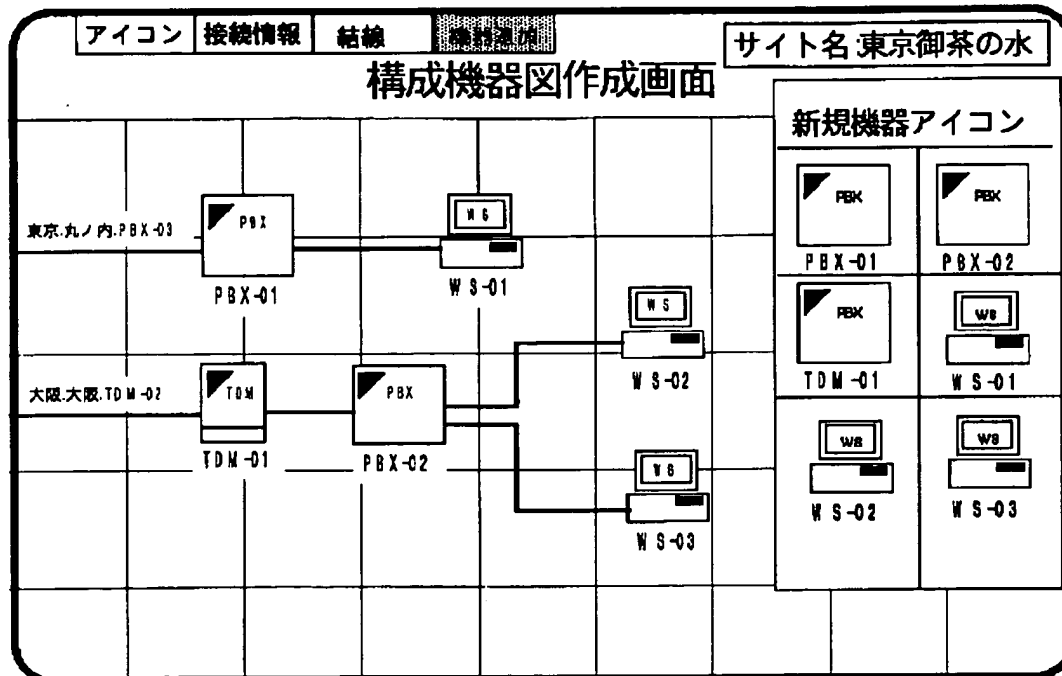 アイコン
接続情報
結線
機器追加
サイト名:東京御茶の水
構成機器図作成画面
新規機器アイコン
東京.丸ノ内.PBX-03
PBX
PBX-01
WS
WS-01
WS
WS-02
大阪.大阪.TDM-02
TDM
TDM-01
PBX
PBX-02
WS
WS-03
PBX
PBX
PBX-01
PBX-02
PBX
WS
TDM-01
WS-01
WS
WS
WS-02
WS-03